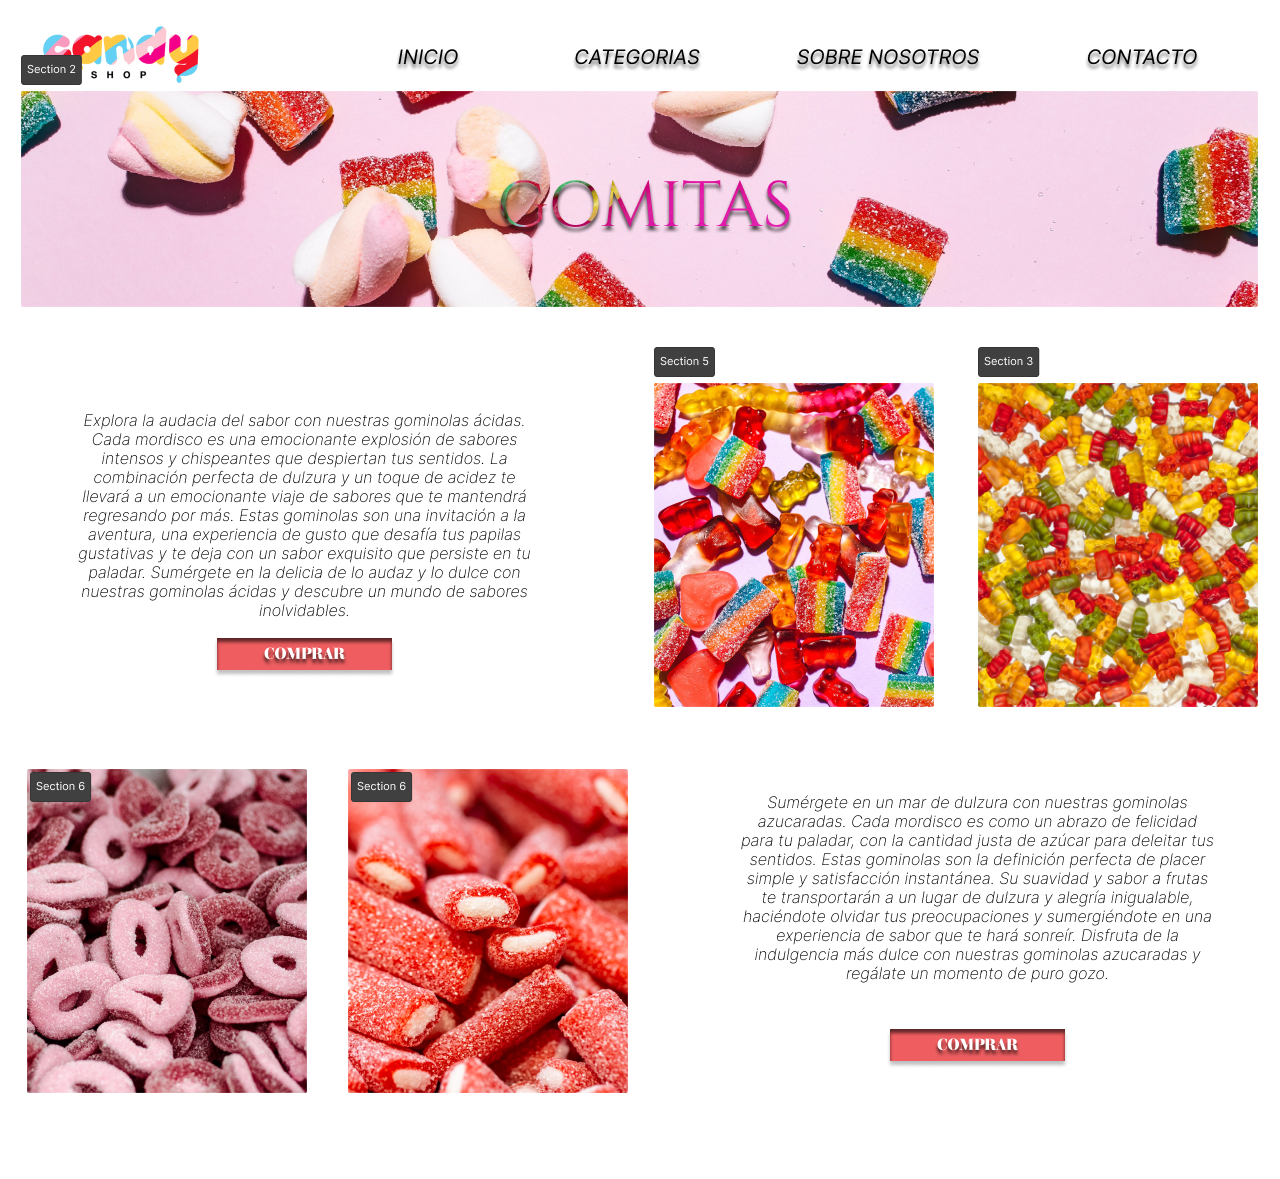 candy
SHOP
Section 2
INICIO
CATEGORIAS
SOBRE NOSOTROS
CONTACTO
GOMITAS
Explora la audacia del sabor con nuestras gominolas ácidas.
Cada mordisco es una emocionante explosión de sabores
intensos y chispeantes que despiertan tus sentidos. La
combinación perfecta de dulzura y un toque de acidez te
llevará a un emocionante viaje de sabores que te mantendrá
regresando por más. Estas gominolas son una invitación a la
aventura, una experiencia de gusto que desafía tus papilas
gustativas y te deja con un sabor exquisito que persiste en tu
paladar. Sumérgete en la delicia de lo audaz y lo dulce con
nuestras gominolas ácidas y descubre un mundo de sabores
inolvidables.
COMPRAR
Section 5
Section 3
Section 6
Section 6
Sumérgete en un mar de dulzura con nuestras gominolas
azucaradas. Cada mordisco es como un abrazo de felicidad
para tu paladar, con la cantidad justa de azúcar para deleitar tus
sentidos. Estas gominolas son la definición perfecta de placer
simple y satisfacción instantánea. Su suavidad y sabor a frutas
te transportarán a un lugar de dulzura y alegría inigualable,
haciéndote olvidar tus preocupaciones y sumergiéndote en una
experiencia de sabor que te hará sonreír. Disfruta de la
indulgencia más dulce con nuestras gominolas azucaradas y
regálate un momento de puro gozo.
COMPRAR